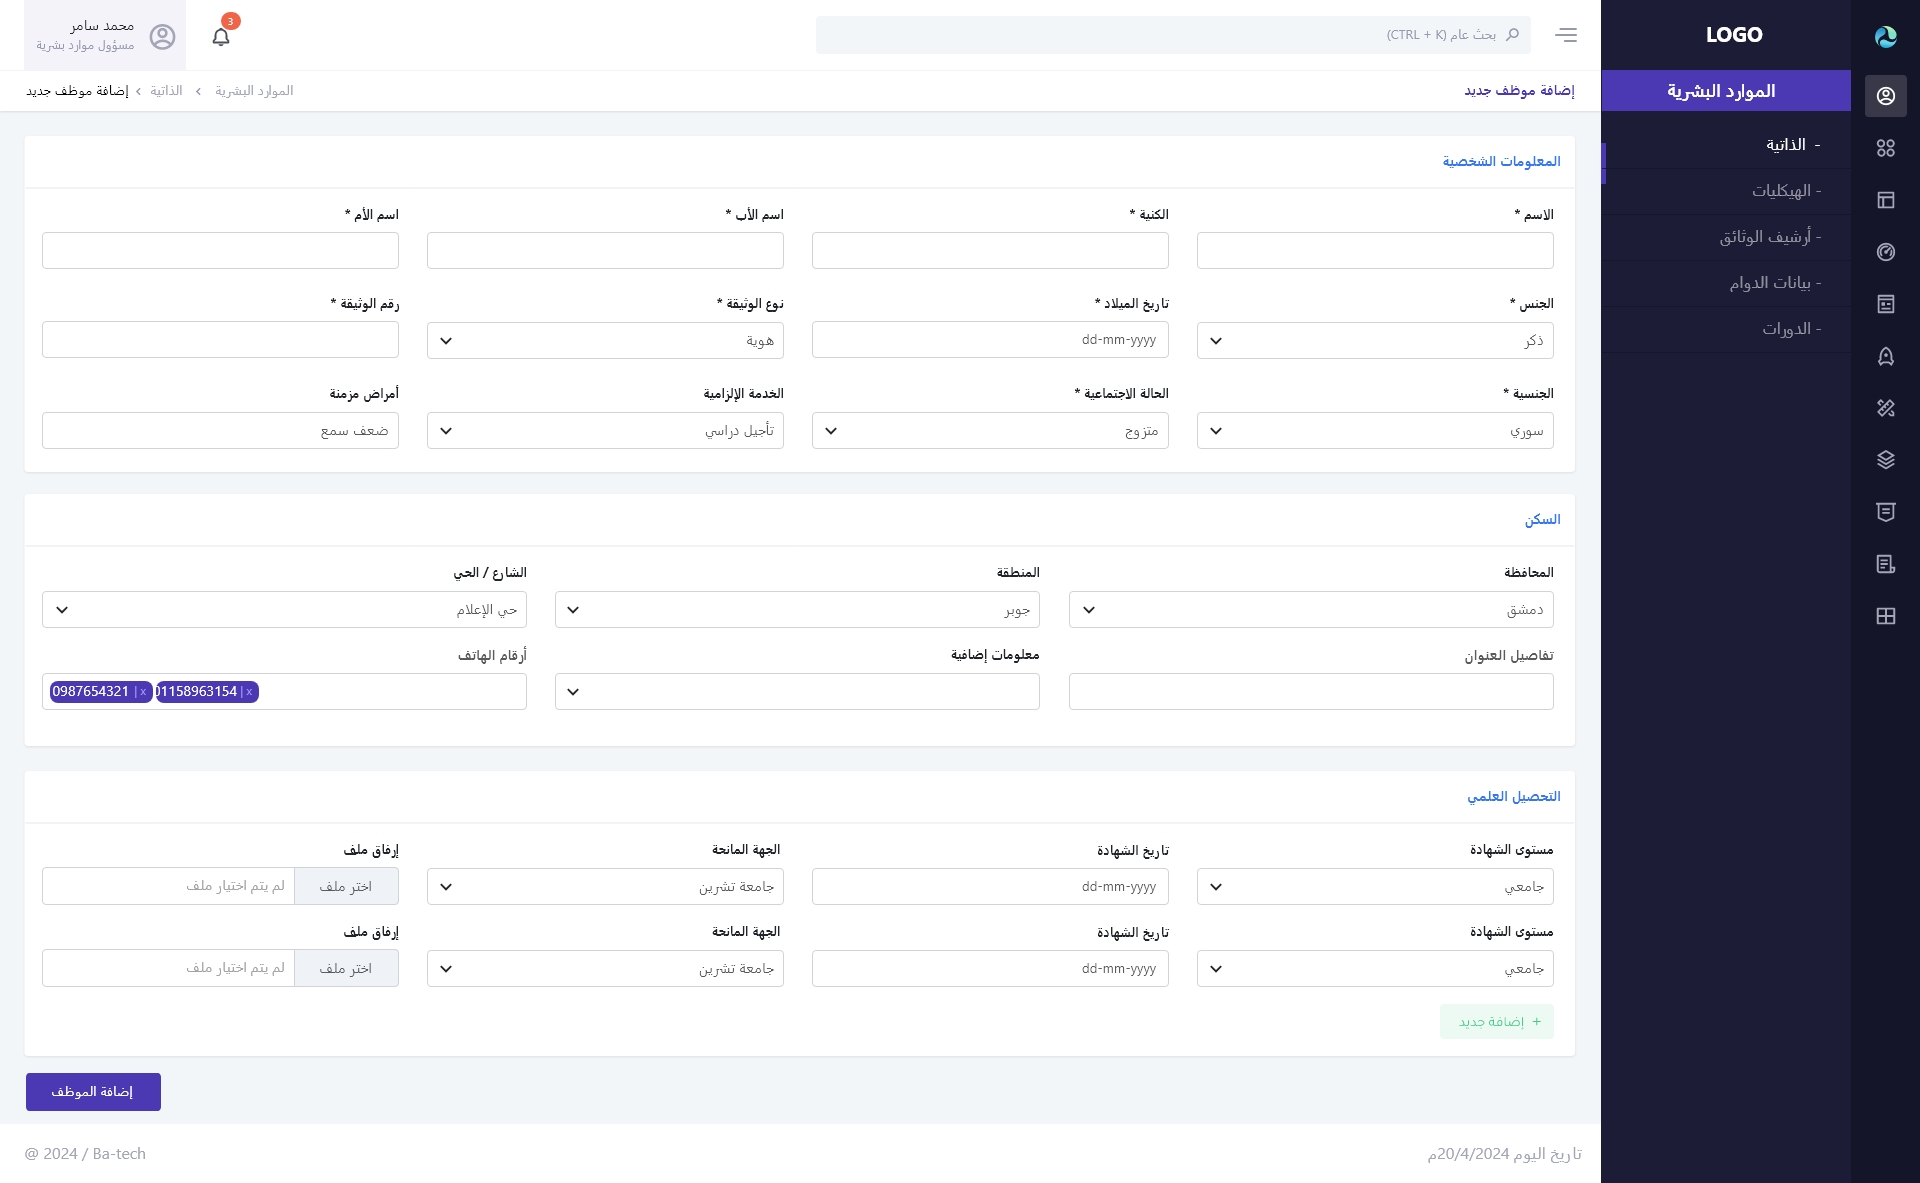 LOGO
بحث عام (CTRL + K)
3
محمد سامر
مسؤول موارد بشرية
الموارد البشرية
- الذاتية
- الهيكليات
- أرشيف الوثائق
- بيانات الدوام
- الدورات
إضافة موظف جديد
الموارد البشرية › الذاتية › إضافة موظف جديد
المعلومات الشخصية
الاسم * الكنية * اسم الأب * اسم الأم *
الجنس * تاريخ الميلاد * نوع الوثيقة * رقم الوثيقة *
ذكر dd-mm-yyyy هوية
الجنسية * الحالة الاجتماعية * الخدمة الإلزامية أمراض مزمنة
سوري متزوج تأجيل دراسي ضعف سمع
السكن
المحافظة المنطقة الشارع / الحي
دمشق جوبر حي الإعلام
تفاصيل العنوان معلومات إضافية أرقام الهاتف
0987654321 | x 01158963154 | x
التحصيل العلمي
مستوى الشهادة تاريخ الشهادة الجهة المانحة إرفاق ملف
جامعي dd-mm-yyyy جامعة تشرين اختر ملف لم يتم اختيار ملف
مستوى الشهادة تاريخ الشهادة الجهة المانحة إرفاق ملف
جامعي dd-mm-yyyy جامعة تشرين اختر ملف لم يتم اختيار ملف
+ إضافة جديد
إضافة الموظف
تاريخ اليوم 20/4/2024م
@ 2024 / Ba-tech